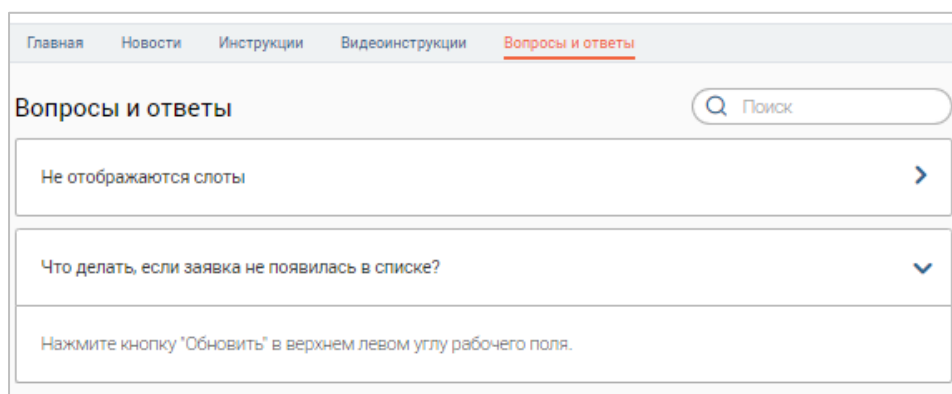 Главная Новости Инструкции Видеоинструкции Вопросы и ответы
Вопросы и ответы
Поиск
Не отображаются слоты
Что делать, если заявка не появилась в списке?
Нажмите кнопку "Обновить" в верхнем левом углу рабочего поля.